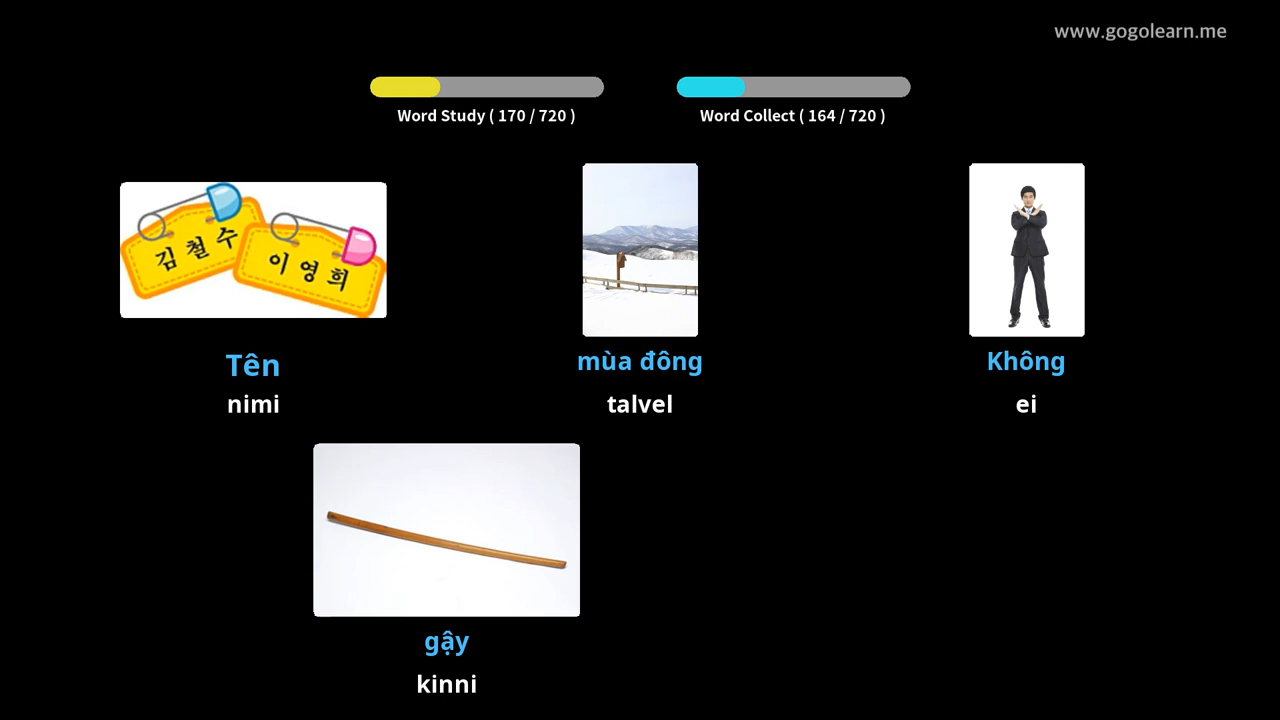 www.gogolearn.me
Word Study ( 170 / 720 )
Word Collect ( 164 / 720 )
김철수
이영희
Tên
nimi
mùa đông
talvel
Không
ei
gậy
kinni